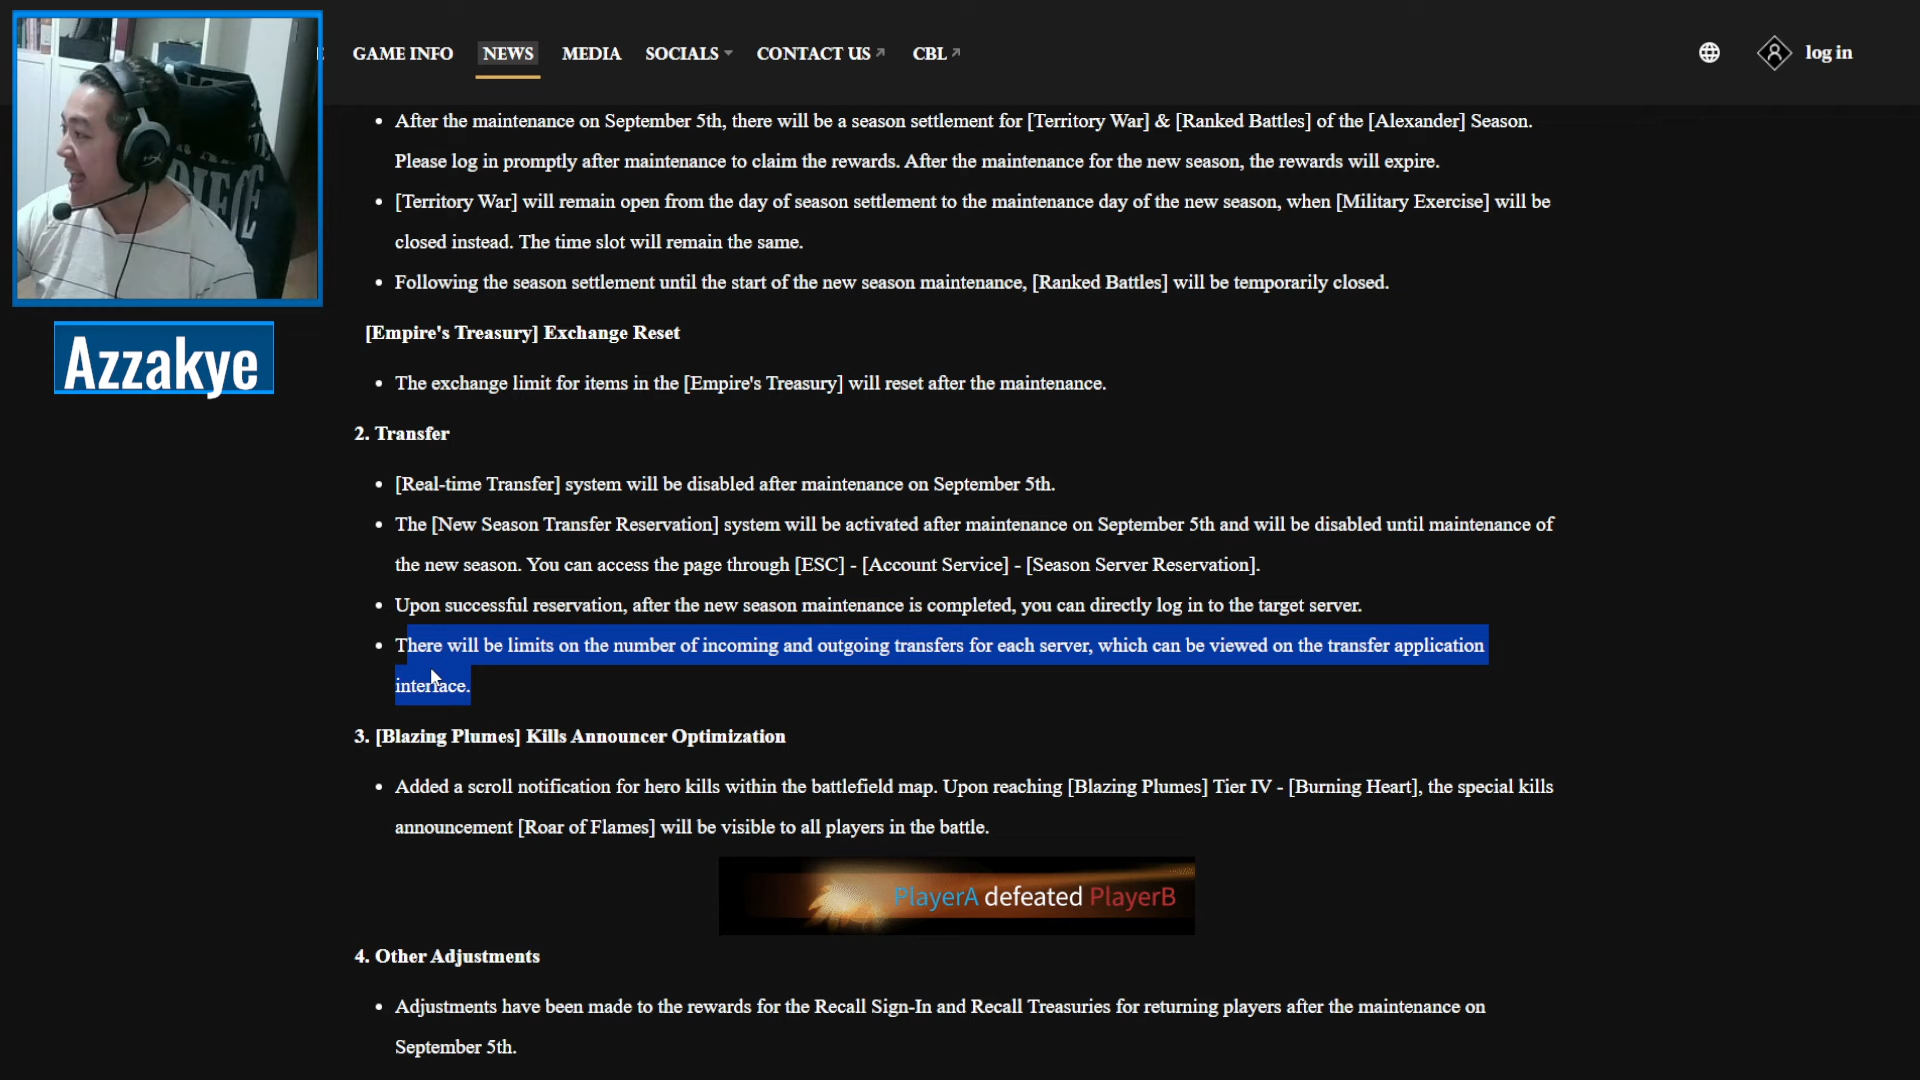 GAME INFO NEWS MEDIA SOCIALS CONTACT US CBL log in
• After the maintenance on September 5th, there will be a season settlement for [Territory War] & [Ranked Battles] of the [Alexander] Season.
Please log in promptly after maintenance to claim the rewards. After the maintenance for the new season, the rewards will expire.
• [Territory War] will remain open from the day of season settlement to the maintenance day of the new season, when [Military Exercise] will be
closed instead. The time slot will remain the same.
• Following the season settlement until the start of the new season maintenance, [Ranked Battles] will be temporarily closed.
[Empire's Treasury] Exchange Reset
Azzakye
• The exchange limit for items in the [Empire's Treasury] will reset after the maintenance.
2. Transfer
• [Real-time Transfer] system will be disabled after maintenance on September 5th.
• The [New Season Transfer Reservation] system will be activated after maintenance on September 5th and will be disabled until maintenance of
the new season. You can access the page through [ESC] - [Account Service] - [Season Server Reservation].
• Upon successful reservation, after the new season maintenance is completed, you can directly log in to the target server.
• There will be limits on the number of incoming and outgoing transfers for each server, which can be viewed on the transfer application
interface.
3. [Blazing Plumes] Kills Announcer Optimization
• Added a scroll notification for hero kills within the battlefield map. Upon reaching [Blazing Plumes] Tier IV - [Burning Heart], the special kills
announcement [Roar of Flames] will be visible to all players in the battle.
PlayerA defeated PlayerB
4. Other Adjustments
• Adjustments have been made to the rewards for the Recall Sign-In and Recall Treasuries for returning players after the maintenance on
September 5th.